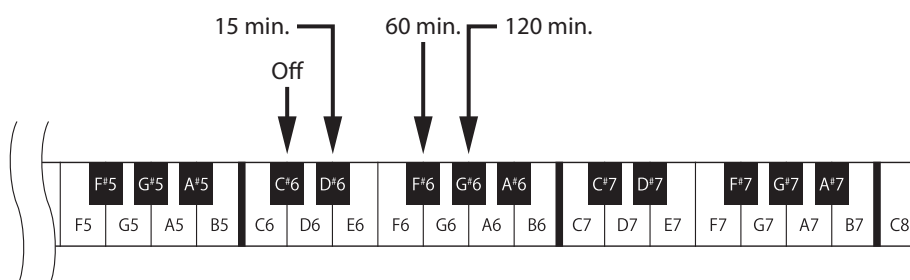 15 min. 60 min. 120 min.
Off
F#5 G#5 A#5 C#6 D#6 F#6 G#6 A#6 C#7 D#7 F#7 G#7 A#7
F5 G5 A5 B5 C6 D6 E6 F6 G6 A6 B6 C7 D7 E7 F7 G7 A7 B7 C8